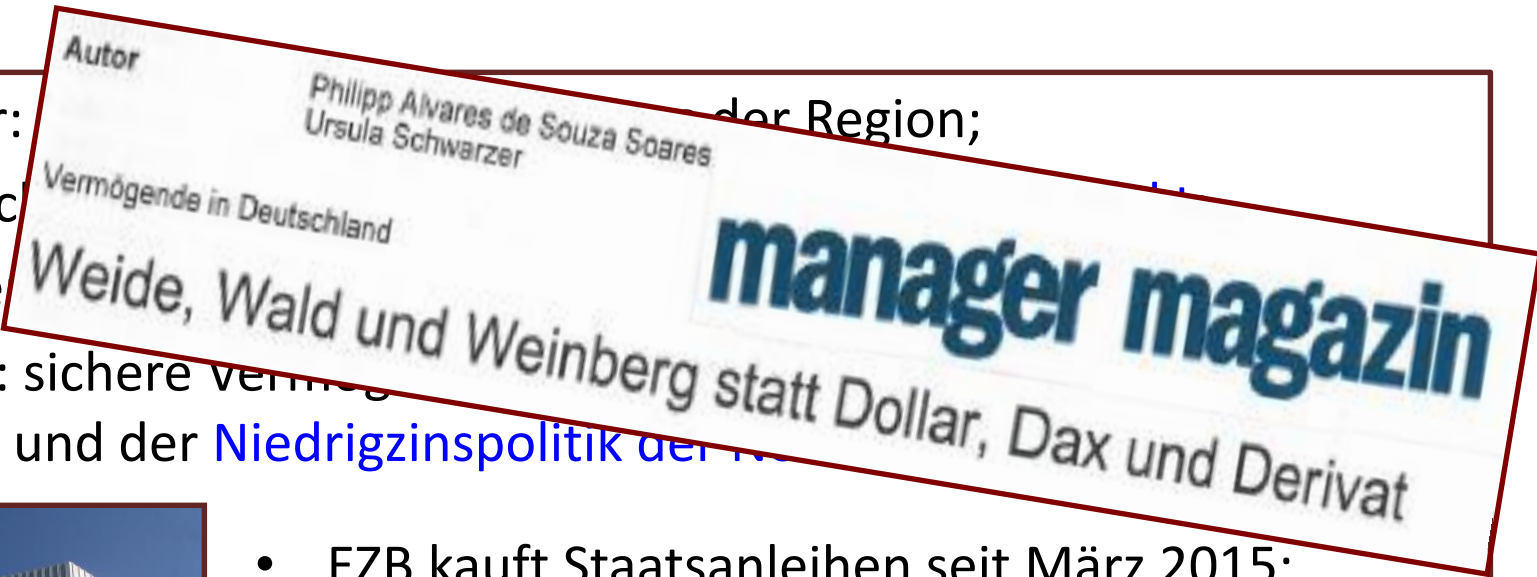 Autor
Philipp Alvares de Souza Soares
Ursula Schwarzer
der Region;
Vermögende in Deutschland
manager magazin
Weide, Wald und Weinberg statt Dollar, Dax und Derivat
: sichere
und der Niedrigzinspolitik der
• EZB kauft Staatsanleihen seit März 2015: